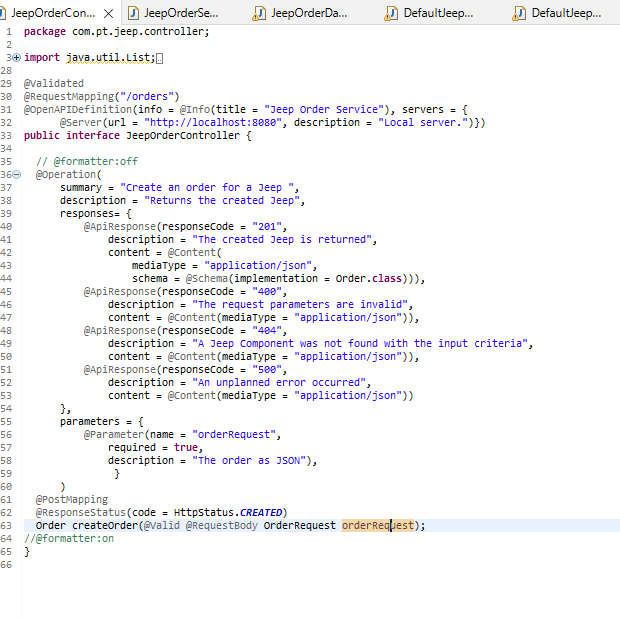 JeepOrderCon... JeepOrderSe... JeepOrderDa... DefaultJeep... DefaultJeep...
1 package com.pt.jeep.controller;
2
3 import java.util.List;
28
29 @Validated
30 @RequestMapping("/orders")
31 @OpenAPIDefinition(info = @Info(title = "Jeep Order Service"), servers = {
32 @Server(url = "http://localhost:8080", description = "Local server.")})
33 public interface JeepOrderController {
34
35 // @formatter:off
36 @Operation(
37 summary = "Create an order for a Jeep ",
38 description = "Returns the created Jeep",
39 responses= {
40 @ApiResponse(responseCode = "201",
41 description = "The created Jeep is returned",
42 content = @Content(
43 mediaType = "application/json",
44 schema = @Schema(implementation = Order.class))),
45 @ApiResponse(responseCode = "400",
46 description = "The request parameters are invalid",
47 content = @Content(mediaType = "application/json")),
48 @ApiResponse(responseCode = "404",
49 description = "A Jeep Component was not found with the input criteria",
50 content = @Content(mediaType = "application/json")),
51 @ApiResponse(responseCode = "500",
52 description = "An unplanned error occurred",
53 content = @Content(mediaType = "application/json"))
54 },
55 parameters = {
56 @Parameter(name = "orderRequest",
57 required = true,
58 description = "The order as JSON"),
59 }
60 )
61 @PostMapping
62 @ResponseStatus(code = HttpStatus.CREATED)
63 Order createOrder(@Valid @RequestBody OrderRequest orderRequest);
64 //@formatter:on
65 }
66